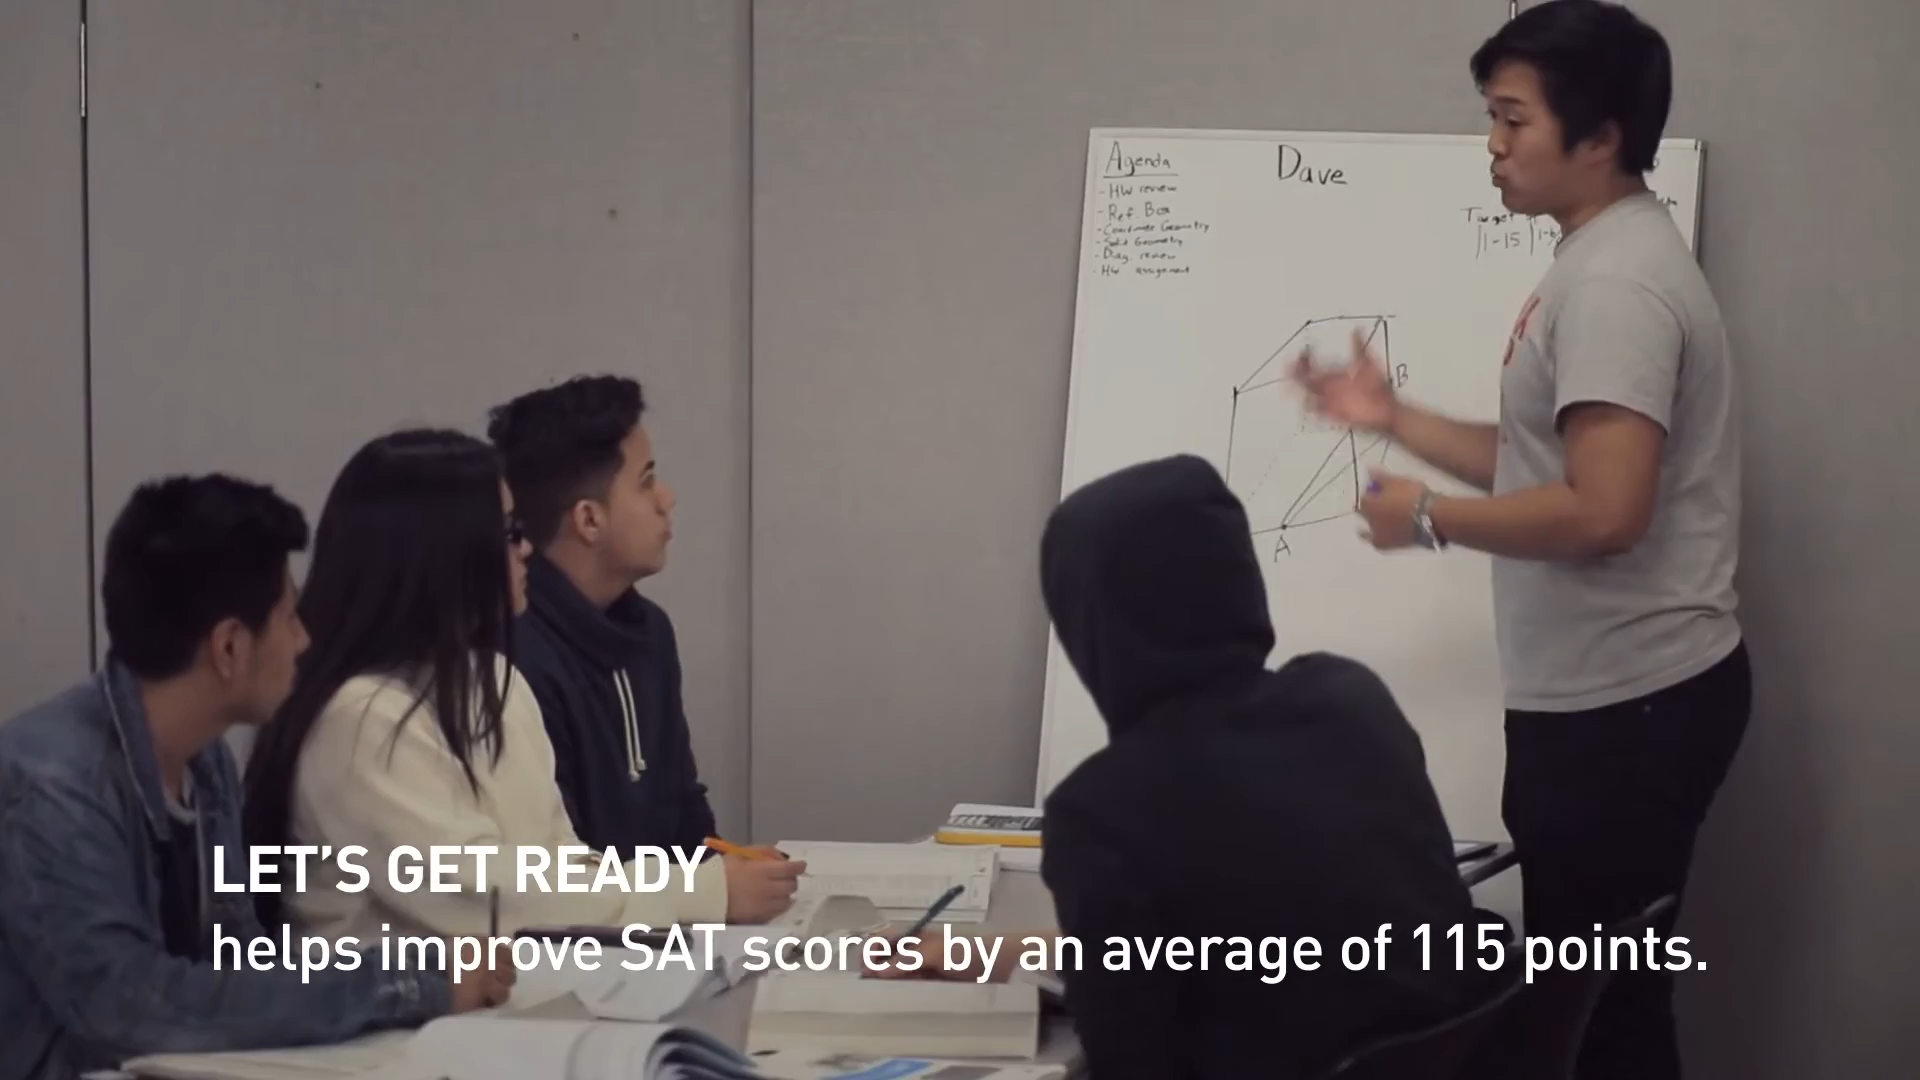 Agenda
- HW review
- Ref. Box
- Coordinate Geometry
- Solid Geometry
- Diag. review
- HW assignment
Dave
Target
1-15
B
A
LET'S GET READY
helps improve SAT scores by an average of 115 points.